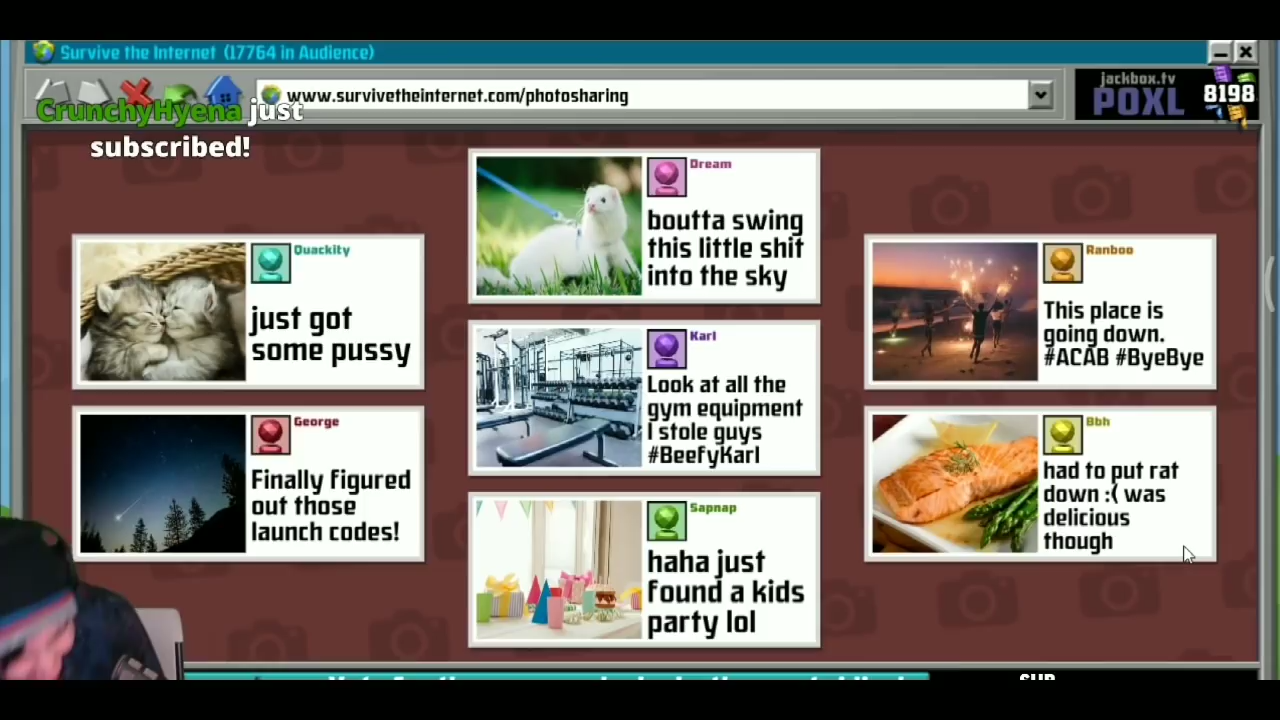 Survive the Internet (17764 in Audience)
www.survivetheinternet.com/photosharing
jackbox.tv
POXL
8198
CrunchyHyena just
subscribed!
Quackity
just got
some pussy
George
Finally figured
out those
launch codes!
Dream
boutta swing
this little shit
into the sky
Karl
Look at all the
gym equipment
I stole guys
#BeefyKarl
Sapnap
haha just
found a kids
party lol
Ranboo
This place is
going down.
#ACAB #ByeBye
Bbh
had to put rat
down :( was
delicious
though